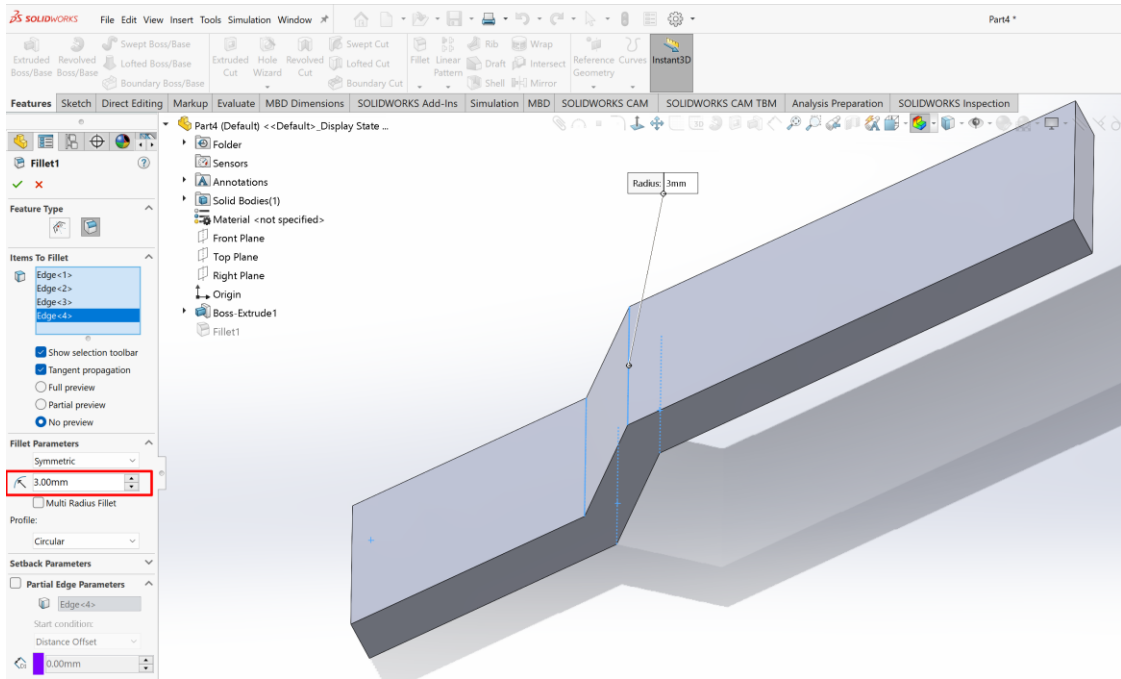 SOLIDWORKS File Edit View Insert Tools Simulation Window Part4 *
Extruded Boss/Base Revolved Boss/Base Swept Boss/Base Lofted Boss/Base Boundary Boss/Base Extruded Cut Hole Wizard Revolved Cut Swept Cut Lofted Cut Boundary Cut Fillet Linear Pattern Rib Draft Shell Wrap Intersect Mirror Reference Geometry Curves Instant3D
Features Sketch Direct Editing Markup Evaluate MBD Dimensions SOLIDWORKS Add-Ins Simulation MBD SOLIDWORKS CAM SOLIDWORKS CAM TBM Analysis Preparation SOLIDWORKS Inspection
Fillet1
Feature Type
Items To Fillet
Edge<1>
Edge<2>
Edge<3>
Edge<4>
Show selection toolbar
Tangent propagation
Full preview
Partial preview
No preview
Fillet Parameters
Symmetric
3.00mm
Multi Radius Fillet
Profile:
Circular
Setback Parameters
Partial Edge Parameters
Edge<4>
Start condition:
Distance Offset
0.00mm
Part4 (Default) <<Default>_Display State ...
Folder
Sensors
Annotations
Solid Bodies(1)
Material <not specified>
Front Plane
Top Plane
Right Plane
Origin
Boss-Extrude1
Fillet1
Radius: 3mm